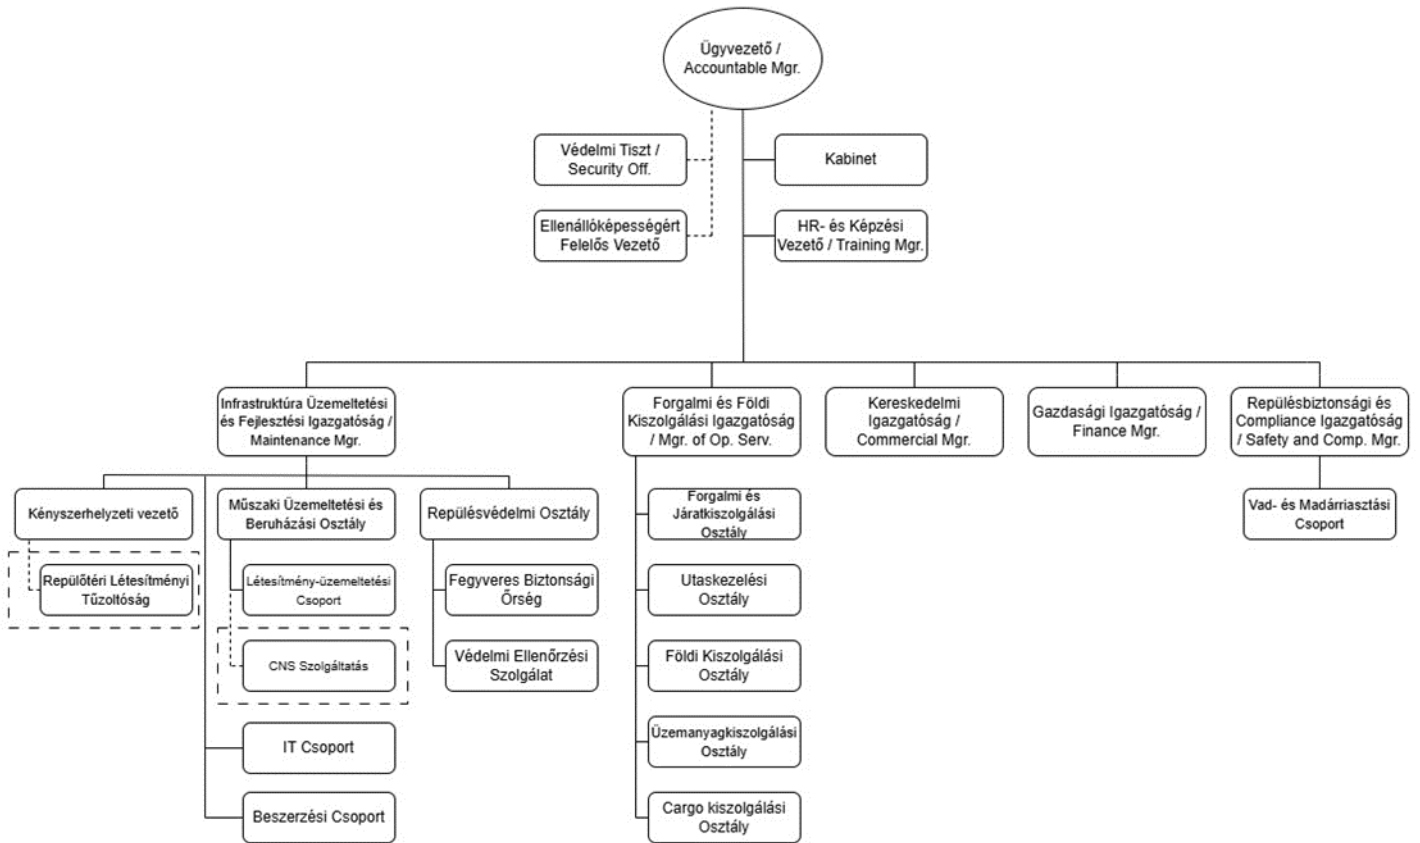 Ügyvezető /
Accountable Mgr.
Védelmi Tiszt /
Security Off.
Kabinet
Ellenállóképességért
Felelős Vezető
HR- és Képzési
Vezető / Training Mgr.
Infrastruktúra Üzemeltetési
és Fejlesztési Igazgatóság /
Maintenance Mgr.
Forgalmi és Földi
Kiszolgálási Igazgatóság
/ Mgr. of Op. Serv.
Kereskedelmi
Igazgatóság /
Commercial Mgr.
Gazdasági Igazgatóság /
Finance Mgr.
Repülésbiztonsági és
Compliance Igazgatóság
/ Safety and Comp. Mgr.
Kényszerhelyzeti vezető
Műszaki Üzemeltetési és
Beruházási Osztály
Repülésvédelmi Osztály
Forgalmi és
Járatkiszolgálási
Osztály
Vad- és Madárriasztási
Csoport
Repülőtéri Létesítményi
Tűzoltóság
Létesítmény-üzemeltetési
Csoport
Fegyveres Biztonsági
Őrség
Utaskezelési
Osztály
CNS Szolgáltatás
Védelmi Ellenőrzési
Szolgálat
Földi Kiszolgálási
Osztály
IT Csoport
Üzemanyagkiszolgálási
Osztály
Beszerzési Csoport
Cargo kiszolgálási
Osztály